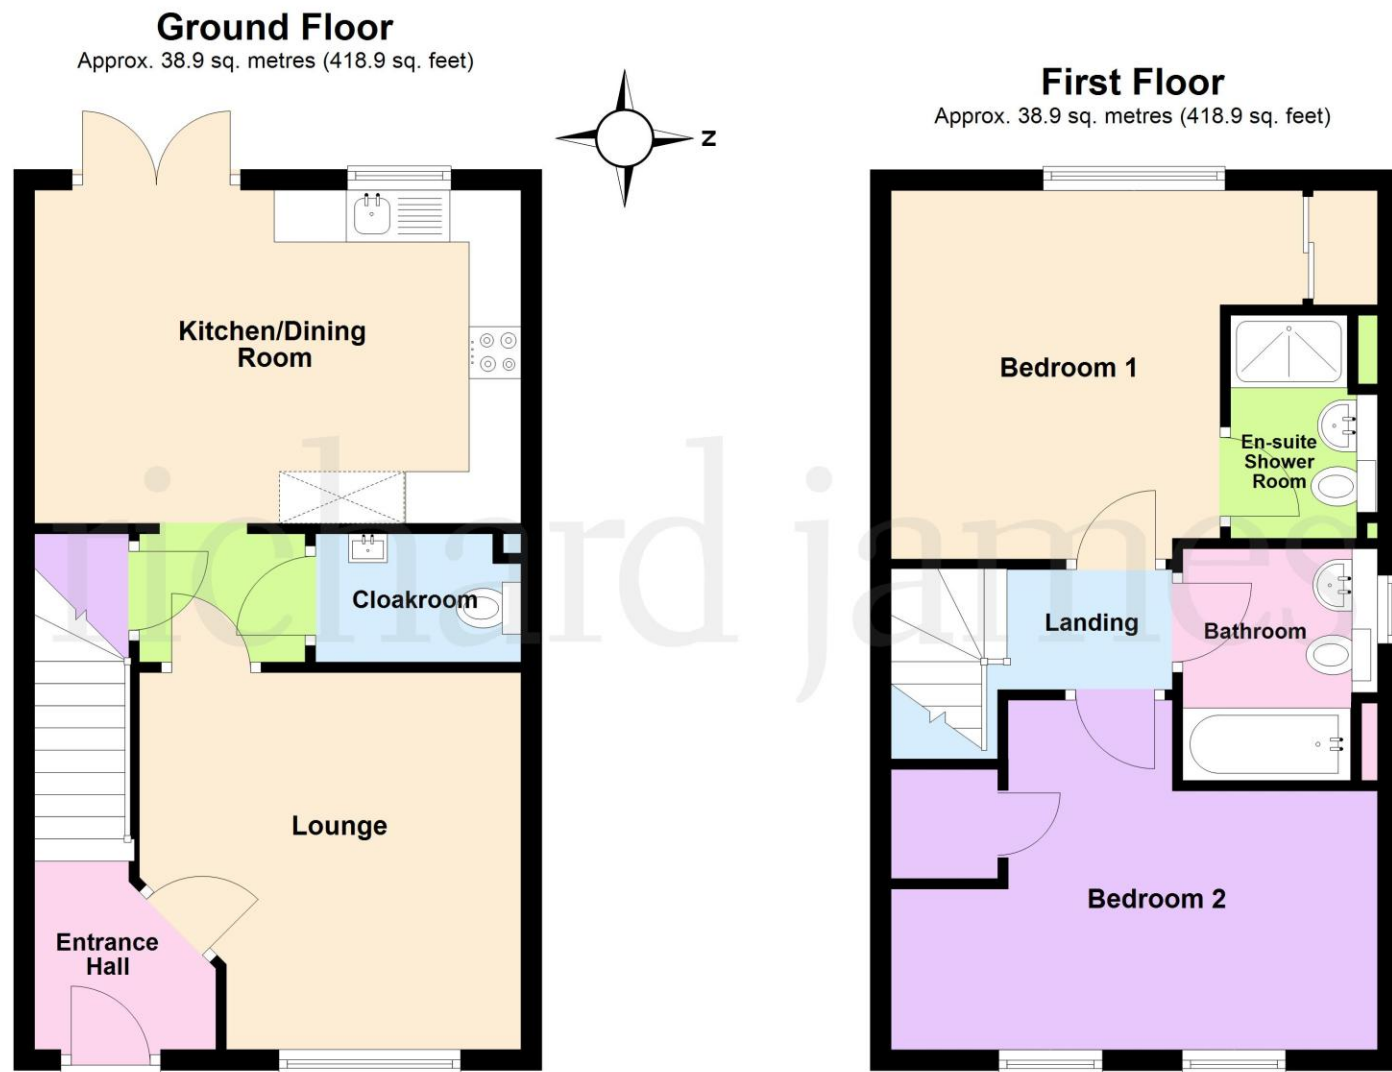 Ground Floor
Approx. 38.9 sq. metres (418.9 sq. feet)
First Floor
Approx. 38.9 sq. metres (418.9 sq. feet)
Z
Kitchen/Dining
Room
Cloakroom
Lounge
Entrance
Hall
Bedroom 1
En-suite
Shower
Room
Landing
Bathroom
Bedroom 2
richard james